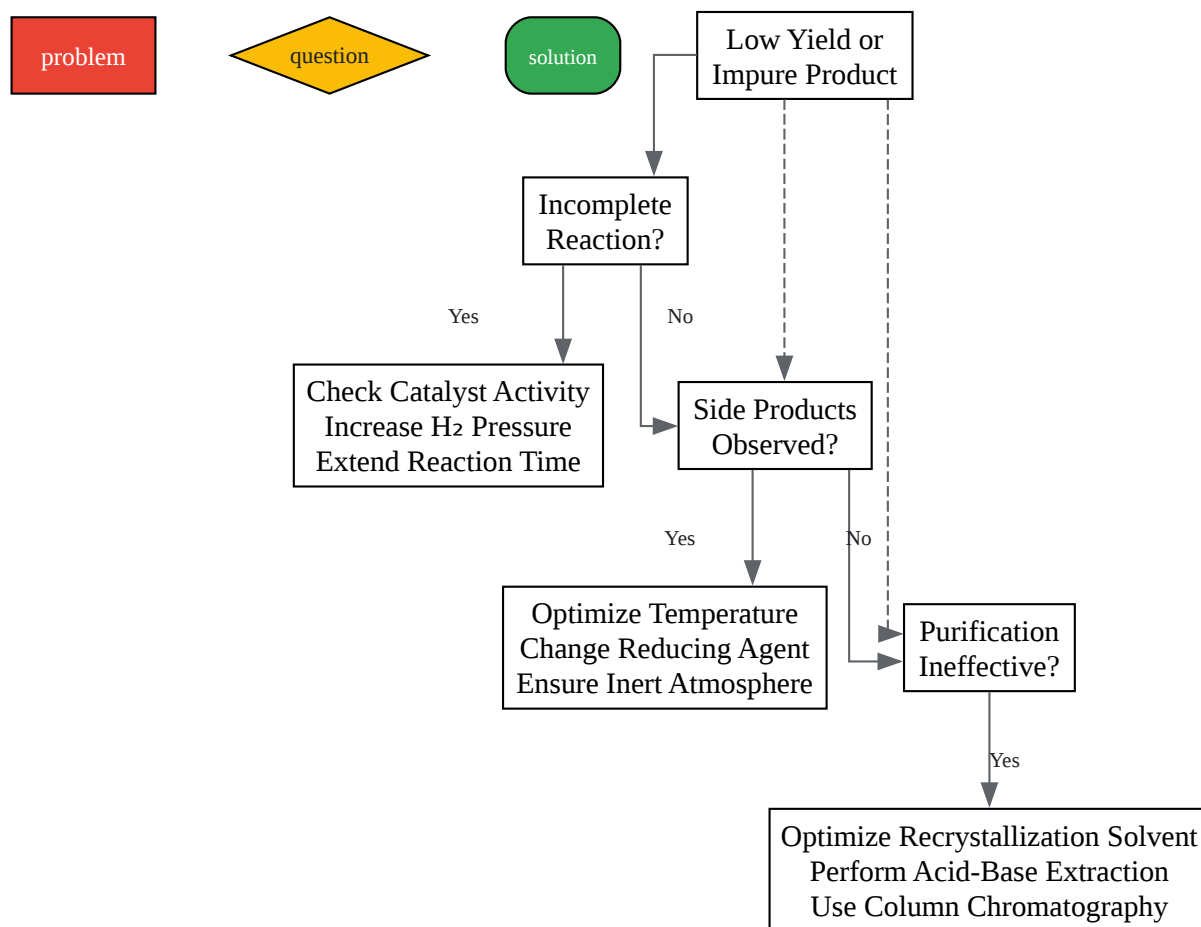 problem
question
solution
Low Yield or
Impure Product
Incomplete
Reaction?
Yes
No
Check Catalyst Activity
Increase H₂ Pressure
Extend Reaction Time
Side Products
Observed?
Yes
No
Optimize Temperature
Change Reducing Agent
Ensure Inert Atmosphere
Purification
Ineffective?
Yes
Optimize Recrystallization Solvent
Perform Acid-Base Extraction
Use Column Chromatography